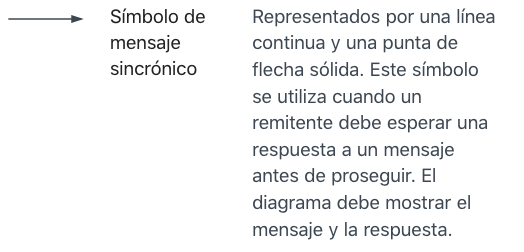 Símbolo de
mensaje
sincrónico
Representados por una línea
continua y una punta de
flecha sólida. Este símbolo
se utiliza cuando un
remitente debe esperar una
respuesta a un mensaje
antes de proseguir. El
diagrama debe mostrar el
mensaje y la respuesta.